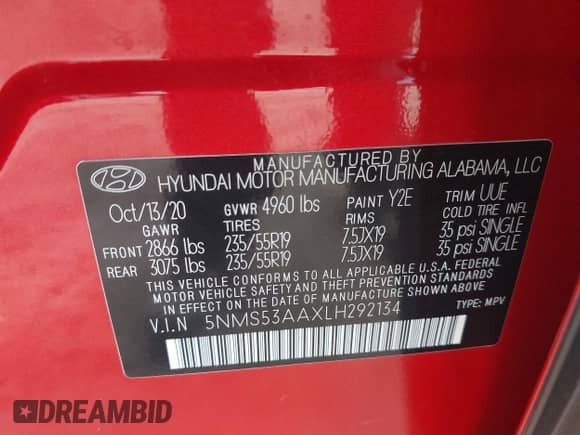 MANUFACTURED BY
HYUNDAI MOTOR MANUFACTURING ALABAMA, LLC
Oct/13/20 GVWR 4960 lbs PAINT Y2E TRIM UUE
GAWR TIRES RIMS COLD TIRE INFL
FRONT 2866 lbs 235/55R19 7.5JX19 35 psi SINGLE
REAR 3075 lbs 235/55R19 7.5JX19 35 psi SINGLE
THIS VEHICLE CONFORMS TO ALL APPLICABLE U.S.A. FEDERAL
MOTOR VEHICLE SAFETY AND THEFT PREVENTION STANDARDS
IN EFFECT ON THE DATE OF MANUFACTURE SHOWN ABOVE.
V.I.N 5NMS53AAXLH292134 TYPE: MPV
DREAMBID